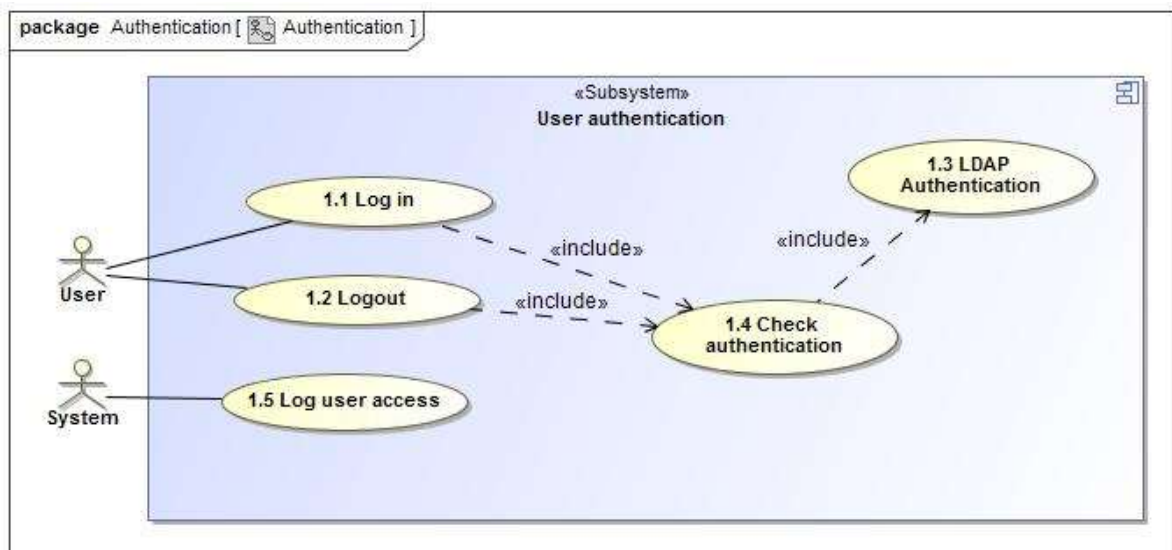 package Authentication [ Authentication ]
«Subsystem»
User authentication
1.3 LDAP
Authentication
1.1 Log in
«include»
«include»
User
1.2 Logout
«include»
1.4 Check
authentication
1.5 Log user access
System